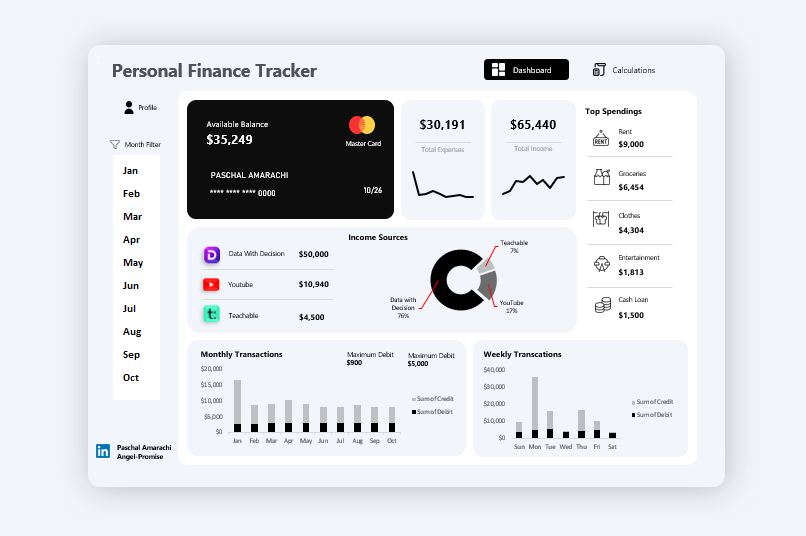 Personal Finance Tracker
Dashboard
Calculations
Profile
Month Filter
Jan
Feb
Mar
Apr
May
Jun
Jul
Aug
Sep
Oct
Paschal Amarachi
Angel-Promise
Available Balance
$35,249
Master Card
PASCHAL AMARACHI
**** **** **** 0000
10/26
$30,191
Total Expenses
$65,440
Total Income
Top Spendings
RENT
Rent
$9,000
Groceries
$6,454
Clothes
$4,304
Entertainment
$1,813
Cash Loan
$1,500
Income Sources
Data With Decision $50,000
Youtube $10,940
Teachable $4,500
Teachable
7%
Data with
Decision
76%
YouTube
17%
Monthly Transactions
Maximum Debit
$900
Maximum Debit
$5,000
$20,000
$15,000
$10,000
$5,000
$0
Jan Feb Mar Apr May Jun Jul Aug Sep Oct
Sum of Credit
Sum of Debit
Weekly Transcations
$40,000
$30,000
$20,000
$10,000
$0
Sun Mon Tue Wed Thu Fri Sat
Sum of Credit
Sum of Debit